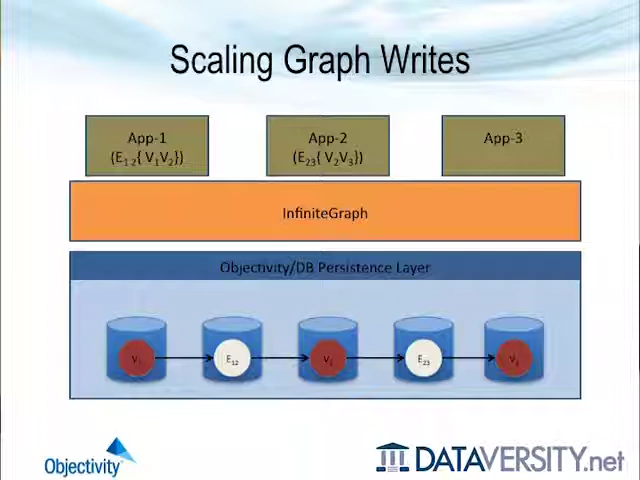 Scaling Graph Writes
App-1
(E12{ V1V2})
App-2
(E23{ V2V3})
App-3
InfiniteGraph
Objectivity/DB Persistence Layer
V1 E12 V2 E23 V3
Objectivity
DATAVERSITY.net